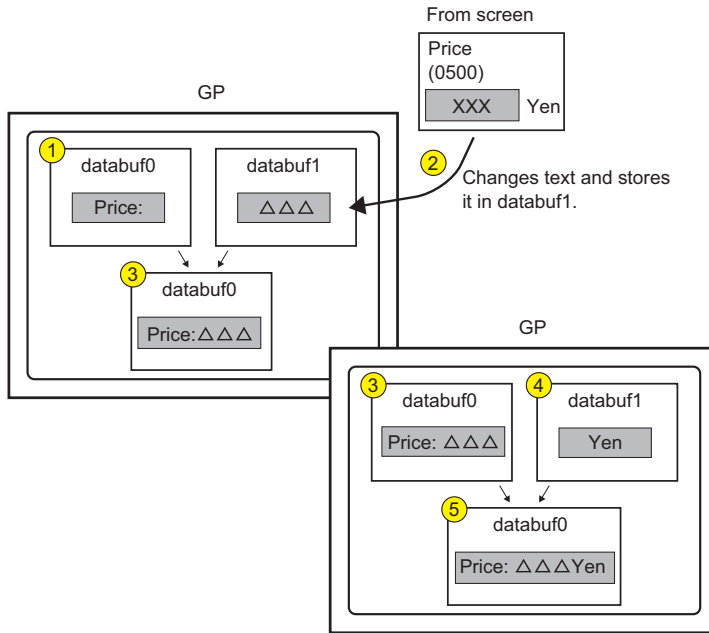 From screen
Price
(0500)
XXX Yen
GP
1
databuf0
Price:
databuf1
△△△
2
Changes text and stores
it in databuf1.
3
databuf0
Price:△△△
GP
3
databuf0
Price: △△△
4
databuf1
Yen
5
databuf0
Price: △△△Yen